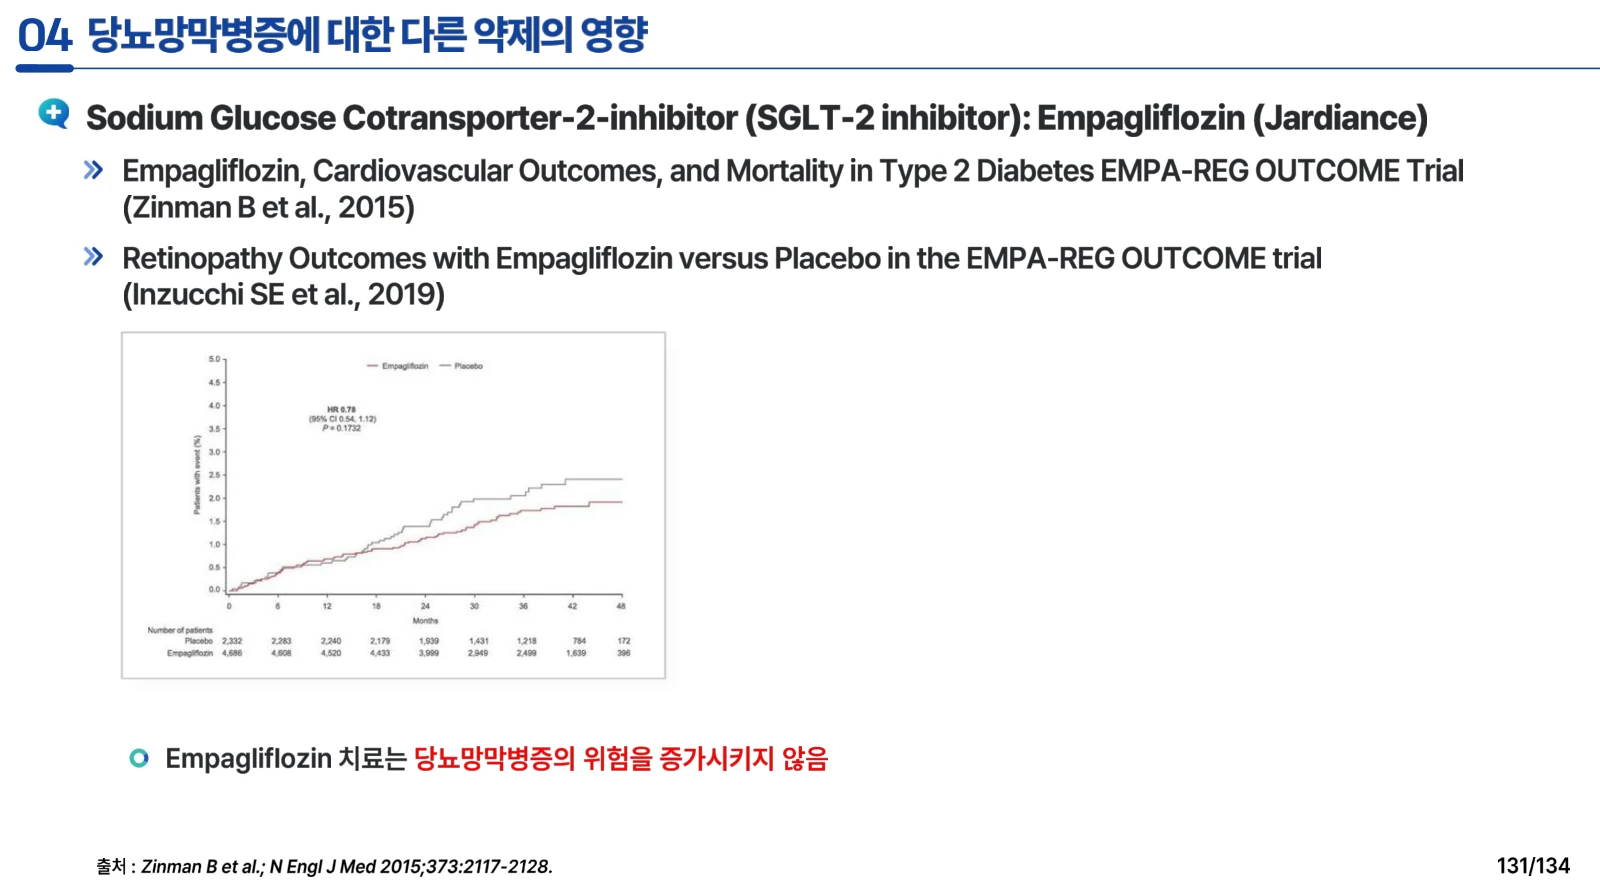 04 당뇨망막병증에 대한 다른 약제의 영향
Sodium Glucose Cotransporter-2-inhibitor (SGLT-2 inhibitor): Empagliflozin (Jardiance)
Empagliflozin, Cardiovascular Outcomes, and Mortality in Type 2 Diabetes EMPA-REG OUTCOME Trial
(Zinman B et al., 2015)
Retinopathy Outcomes with Empagliflozin versus Placebo in the EMPA-REG OUTCOME trial
(Inzucchi SE et al., 2019)
Empagliflozin Placebo
HR 0.78
(95% CI 0.54, 1.12)
P = 0.1732
Patients with event (%)
5.0
4.5
4.0
3.5
3.0
2.5
2.0
1.5
1.0
0.5
0.0
0 6 12 18 24 30 36 42 48
Months
Number of patients
Placebo 2,332 2,283 2,240 2,179 1,939 1,431 1,218 784 172
Empagliflozin 4,686 4,608 4,520 4,433 3,999 2,949 2,499 1,639 396
Empagliflozin 치료는 당뇨망막병증의 위험을 증가시키지 않음
출처 : Zinman B et al.; N Engl J Med 2015;373:2117-2128.
131/134